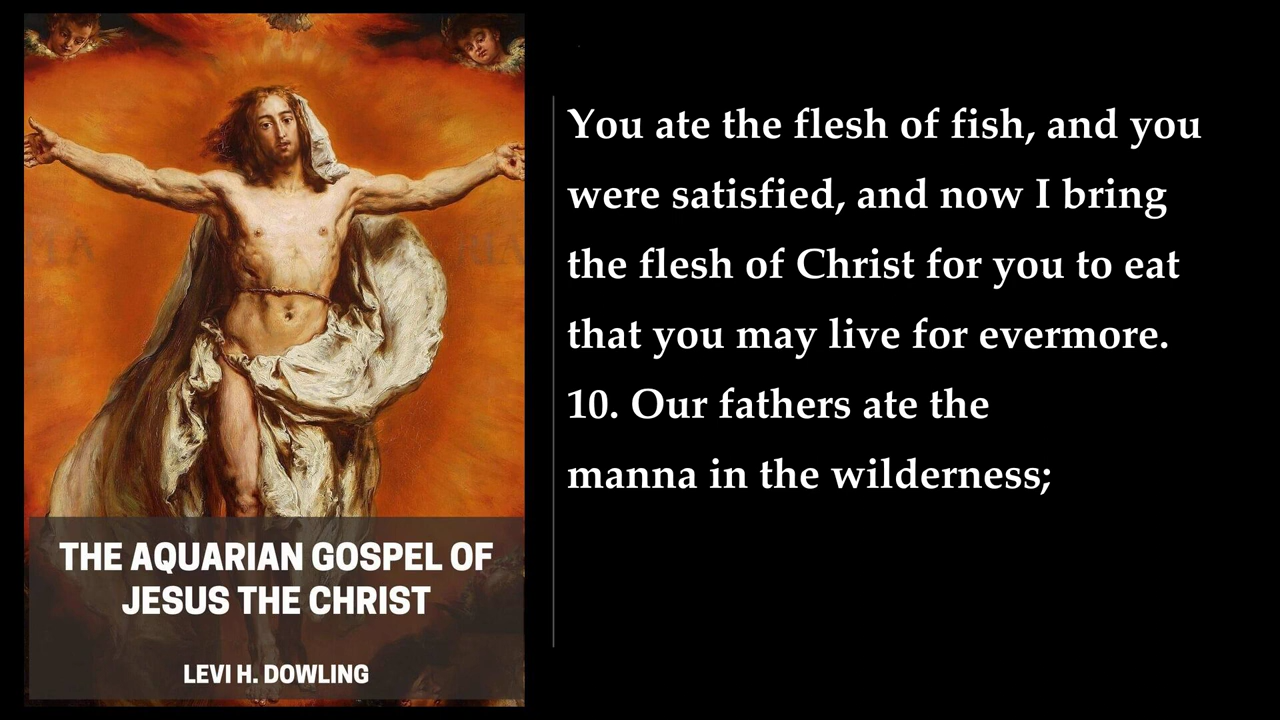 THE AQUARIAN GOSPEL OF
JESUS THE CHRIST
LEVI H. DOWLING
You ate the flesh of fish, and you
were satisfied, and now I bring
the flesh of Christ for you to eat
that you may live for evermore.
10. Our fathers ate the
manna in the wilderness;